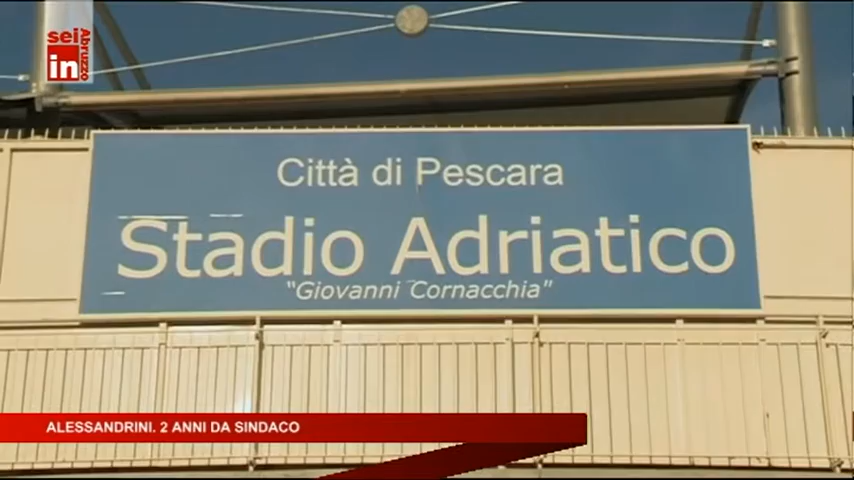 sei
in
Abruzzo
Città di Pescara
Stadio Adriatico
"Giovanni Cornacchia"
ALESSANDRINI. 2 ANNI DA SINDACO